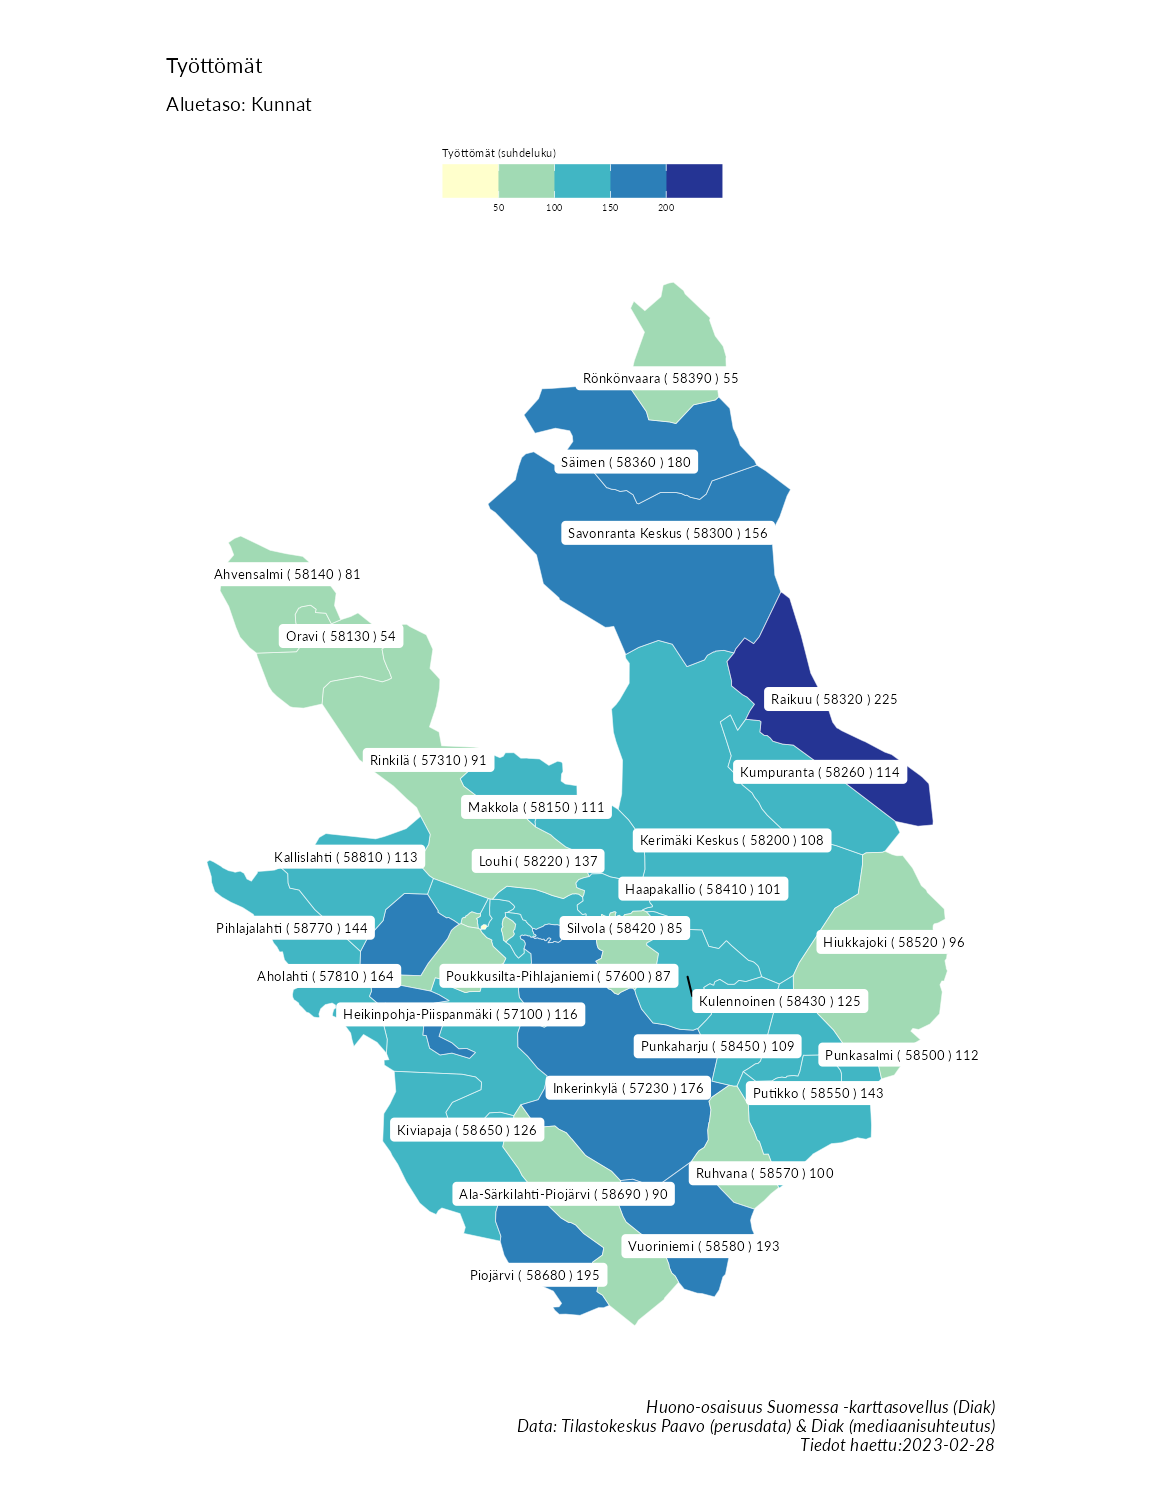 Työttömät
Aluetaso: Kunnat
Työttömät (suhdeluku)
50 100 150 200
Rönkönvaara ( 58390 ) 55
Säimen ( 58360 ) 180
Savonranta Keskus ( 58300 ) 156
Ahvensalmi ( 58140 ) 81
Oravi ( 58130 ) 54
Raikuu ( 58320 ) 225
Rinkilä ( 57310 ) 91
Kumpuranta ( 58260 ) 114
Makkola ( 58150 ) 111
Kerimäki Keskus ( 58200 ) 108
Kallislahti ( 58810 ) 113
Louhi ( 58220 ) 137
Haapakallio ( 58410 ) 101
Pihlajalahti ( 58770 ) 144
Silvola ( 58420 ) 85
Hiukkajoki ( 58520 ) 96
Aholahti ( 57810 ) 164
Poukkusilta-Pihlajaniemi ( 57600 ) 87
Kulennoinen ( 58430 ) 125
Heikinpohja-Piispanmäki ( 57100 ) 116
Punkaharju ( 58450 ) 109
Punkasalmi ( 58500 ) 112
Inkerinkylä ( 57230 ) 176
Putikko ( 58550 ) 143
Kiviapaja ( 58650 ) 126
Ruhvana ( 58570 ) 100
Ala-Särkilahti-Piojärvi ( 58690 ) 90
Vuoriniemi ( 58580 ) 193
Piojärvi ( 58680 ) 195
Huono-osaisuus Suomessa -karttasovellus (Diak)
Data: Tilastokeskus Paavo (perusdata) & Diak (mediaanisuhteutus)
Tiedot haettu:2023-02-28